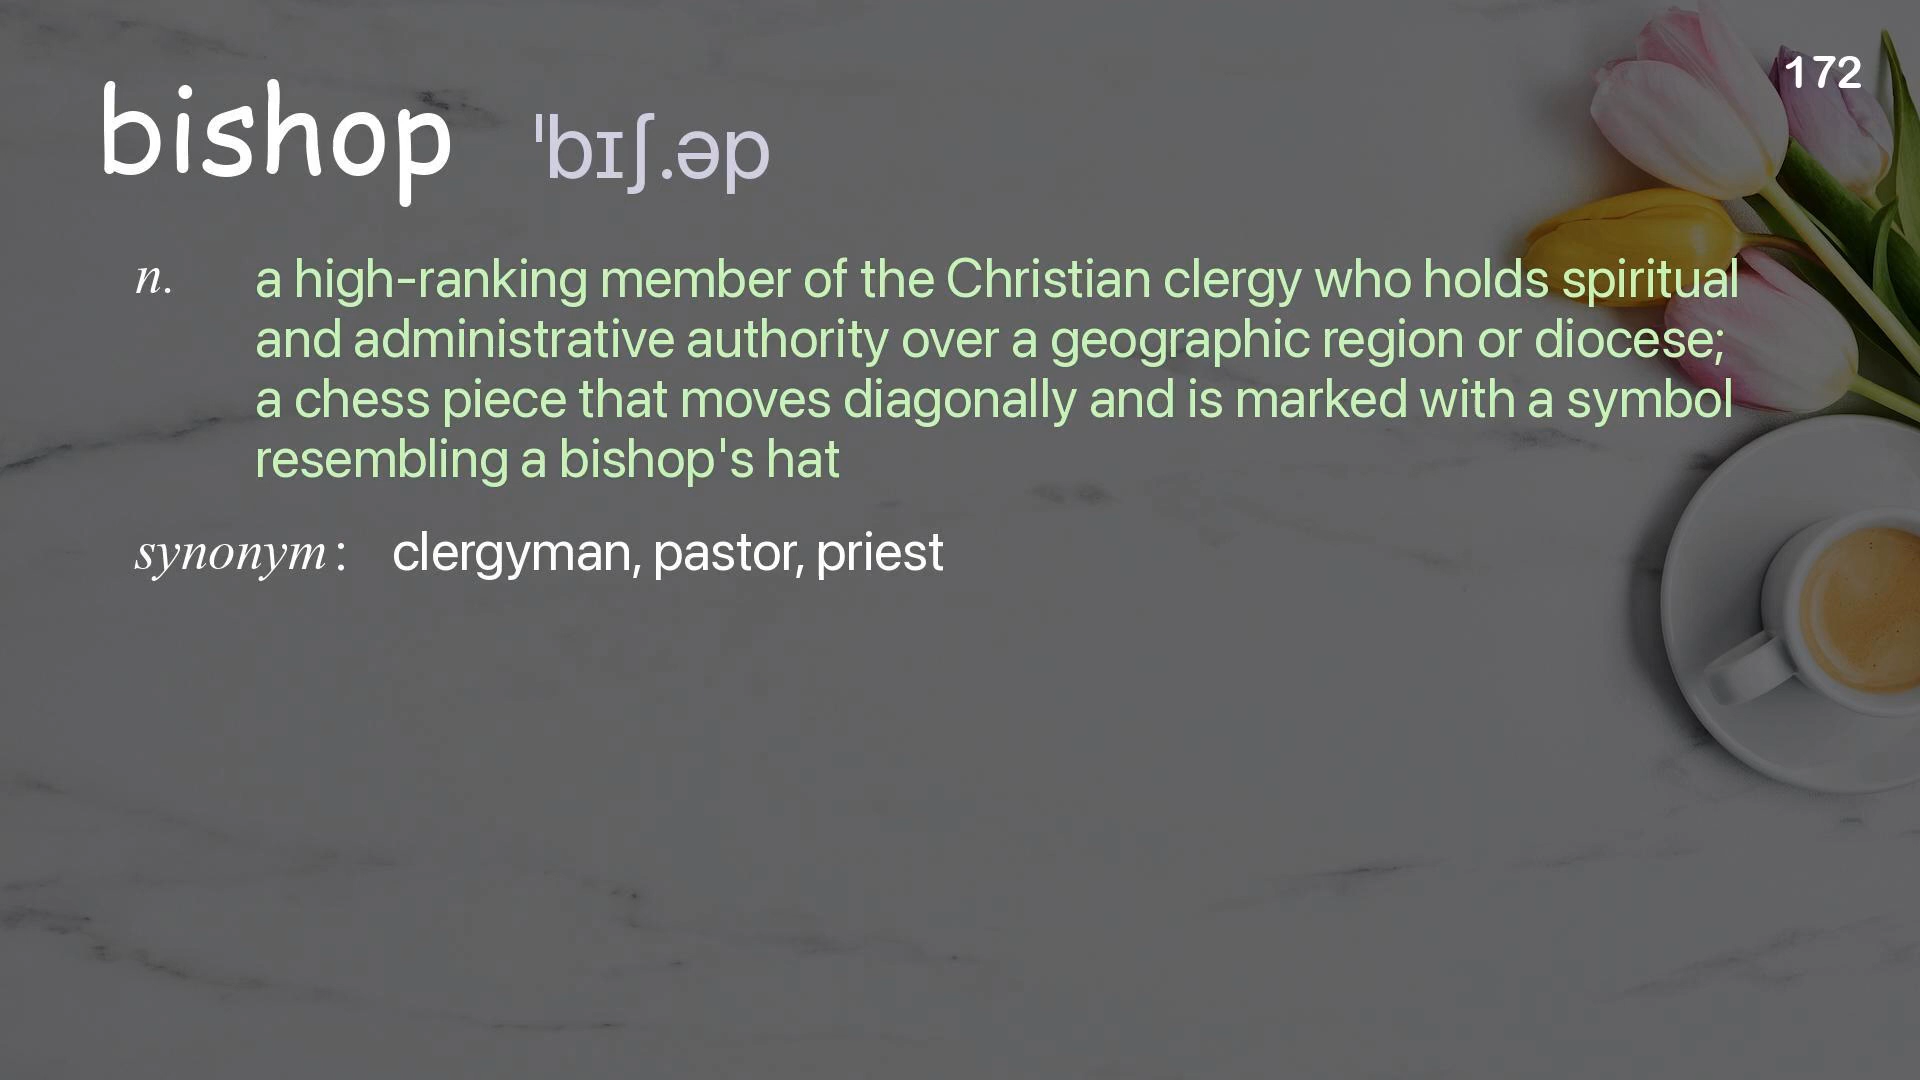 172
bishop ˈbɪʃ.əp
n. a high-ranking member of the Christian clergy who holds spiritual
and administrative authority over a geographic region or diocese;
a chess piece that moves diagonally and is marked with a symbol
resembling a bishop's hat
synonym: clergyman, pastor, priest